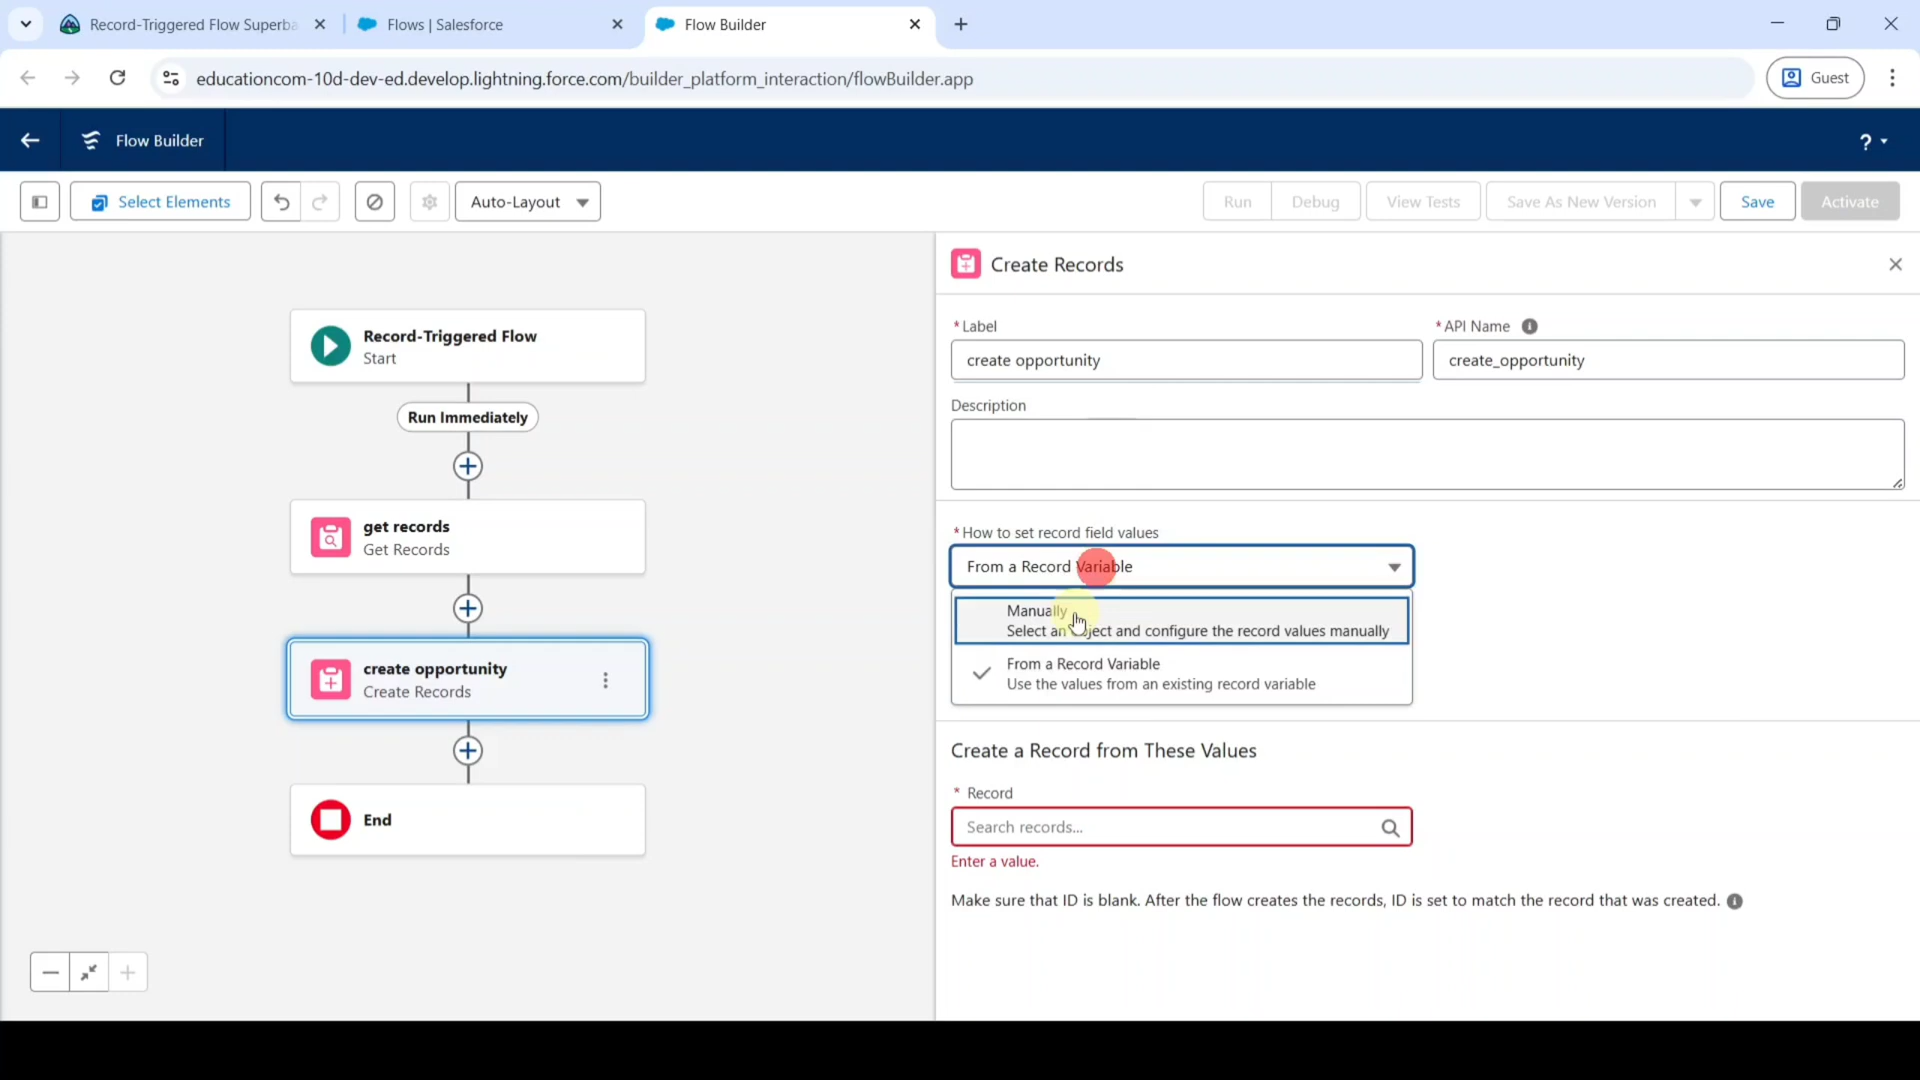 Record-Triggered Flow Superba
Flows | Salesforce
Flow Builder
educationcom-10d-dev-ed.develop.lightning.force.com/builder_platform_interaction/flowBuilder.app
Guest
Flow Builder
?
Select Elements
Auto-Layout
Run
Debug
View Tests
Save As New Version
Save
Activate
Record-Triggered Flow
Start
Run Immediately
get records
Get Records
create opportunity
Create Records
End
Create Records
* Label
* API Name
create opportunity
create_opportunity
Description
* How to set record field values
From a Record Variable
Manually
Select an object and configure the record values manually
From a Record Variable
Use the values from an existing record variable
Create a Record from These Values
* Record
Search records...
Enter a value.
Make sure that ID is blank. After the flow creates the records, ID is set to match the record that was created.